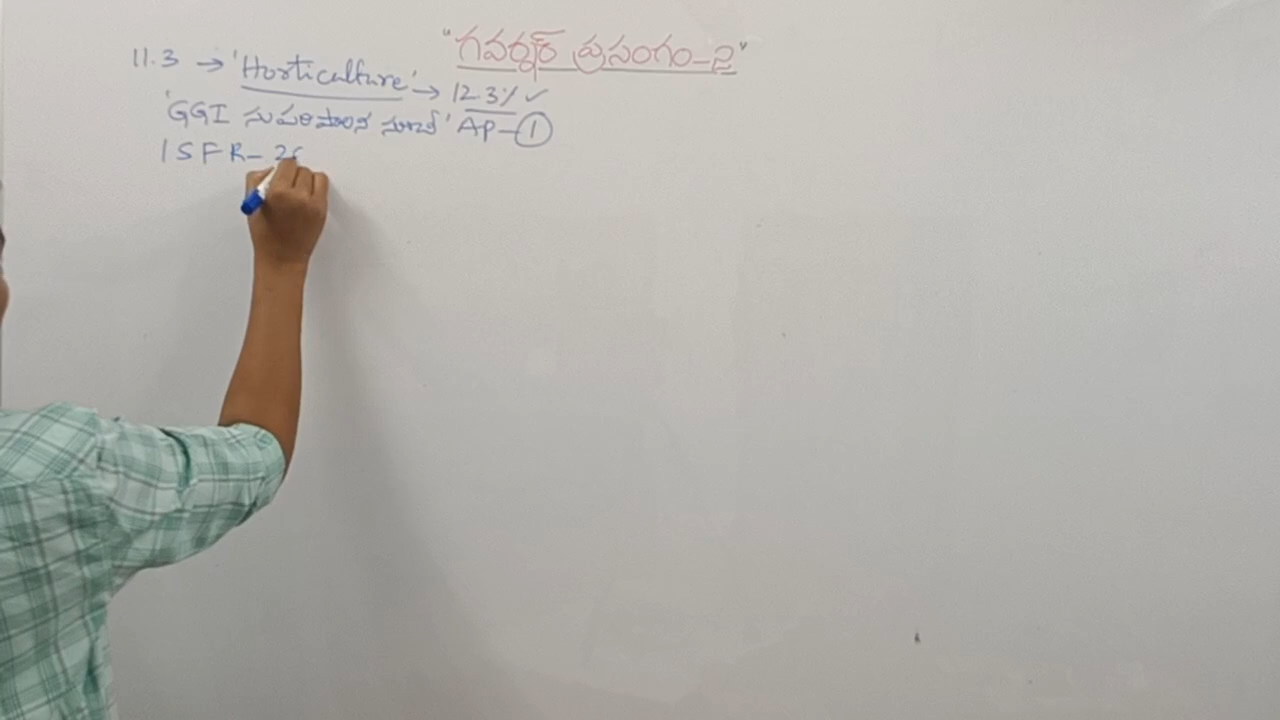 "గవర్నర్ ప్రసంగం-2"
11.3 → 'Horticulture' → 12.3% ✓
'GGI సుపరిపాలన సూచీ' AP-1
ISFR-